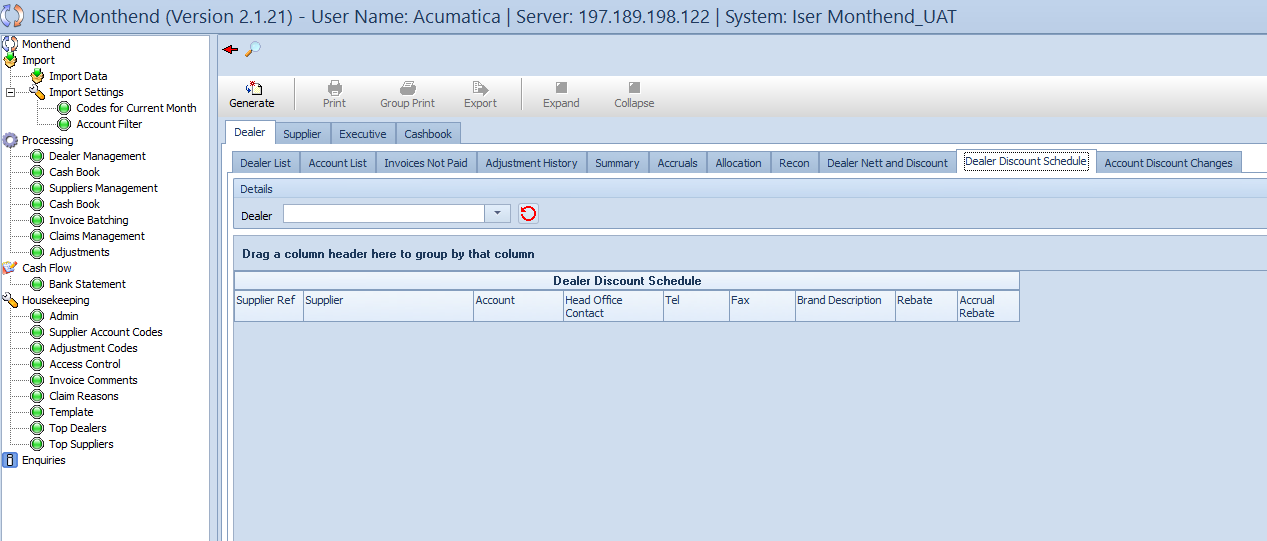 ISER Monthend (Version 2.1.21) - User Name: Acumatica | Server: 197.189.198.122 | System: Iser Monthend_UAT
Monthend
Import
Import Data
Import Settings
Codes for Current Month
Account Filter
Processing
Dealer Management
Cash Book
Suppliers Management
Cash Book
Invoice Batching
Claims Management
Adjustments
Cash Flow
Bank Statement
Housekeeping
Admin
Supplier Account Codes
Adjustment Codes
Access Control
Invoice Comments
Claim Reasons
Template
Top Dealers
Top Suppliers
Enquiries
Generate Print Group Print Export Expand Collapse
Dealer Supplier Executive Cashbook
Dealer List Account List Invoices Not Paid Adjustment History Summary Accruals Allocation Recon Dealer Nett and Discount Dealer Discount Schedule Account Discount Changes
Details
Dealer
Drag a column header here to group by that column
Dealer Discount Schedule
Supplier Ref Supplier Account Head Office Tel Fax Brand Description Rebate Accrual
Contact Rebate